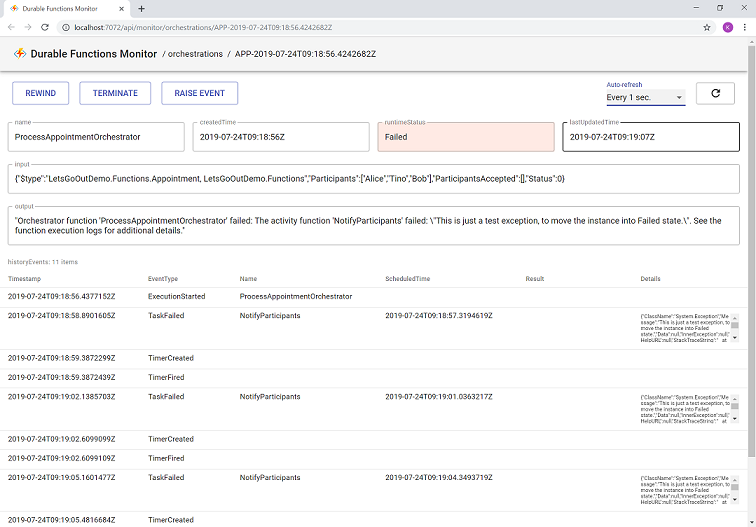 Durable Functions Monitor
localhost:7072/api/monitor/orchestrations/APP-2019-07-24T09:18:56.4242682Z
K
Durable Functions Monitor / orchestrations / APP-2019-07-24T09:18:56.4242682Z
REWIND TERMINATE RAISE EVENT
Auto-refresh
Every 1 sec.
name createdTime runtimeStatus lastUpdatedTime
ProcessAppointmentOrchestrator 2019-07-24T09:18:56Z Failed 2019-07-24T09:19:07Z
input
{"$type":"LetsGoOutDemo.Functions.Appointment, LetsGoOutDemo.Functions","Participants":["Alice","Tino","Bob"],"ParticipantsAccepted":[],"Status":0}
output
"Orchestrator function 'ProcessAppointmentOrchestrator' failed: The activity function 'NotifyParticipants' failed: \"This is just a test exception, to move the instance into Failed state.\". See the
function execution logs for additional details."
historyEvents: 11 items
Timestamp EventType Name ScheduledTime Result Details
2019-07-24T09:18:56.4377152Z ExecutionStarted ProcessAppointmentOrchestrator
2019-07-24T09:18:58.8901605Z TaskFailed NotifyParticipants 2019-07-24T09:18:57.3194619Z
{"ClassName":"System.Exception","Me
ssage":"This is just a test exception, to
move the instance into Failed
state.","Data":null,"InnerException":null,"
HelpURL":null,"StackTraceString":" at
2019-07-24T09:18:59.3872299Z TimerCreated
2019-07-24T09:18:59.3872439Z TimerFired
2019-07-24T09:19:02.1385703Z TaskFailed NotifyParticipants 2019-07-24T09:19:01.0363217Z
{"ClassName":"System.Exception","Me
ssage":"This is just a test exception, to
move the instance into Failed
state.","Data":null,"InnerException":null,"
HelpURL":null,"StackTraceString":" at
2019-07-24T09:19:02.6099099Z TimerCreated
2019-07-24T09:19:02.6099109Z TimerFired
2019-07-24T09:19:05.1601477Z TaskFailed NotifyParticipants 2019-07-24T09:19:04.3493719Z
{"ClassName":"System.Exception","Me
ssage":"This is just a test exception, to
move the instance into Failed
state.","Data":null,"InnerException":null,"
HelpURL":null,"StackTraceString":" at
2019-07-24T09:19:05.4816684Z TimerCreated